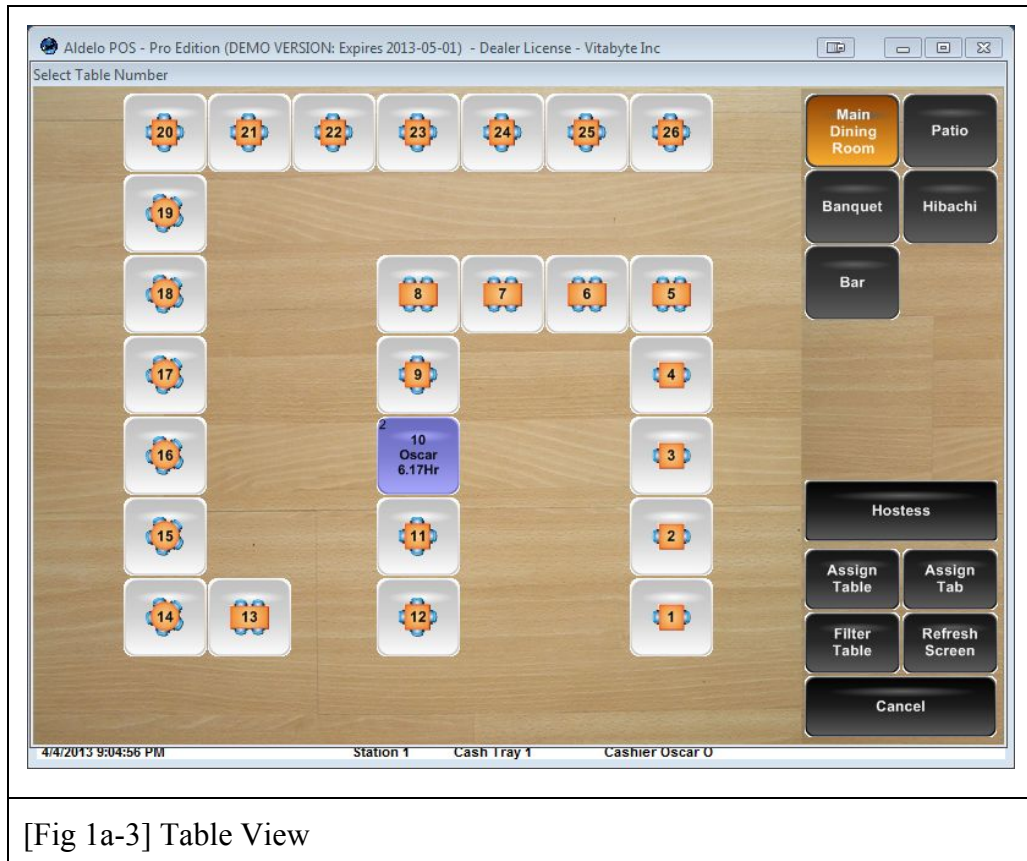 Aldelo POS - Pro Edition (DEMO VERSION: Expires 2013-05-01) - Dealer License - Vitabyte Inc
Select Table Number
20 21 22 23 24 25 26
19
18 8 7 6 5
17 9 4
2
16 10 3
Oscar
6.17Hr
15 11 2
14 13 12 1
Main
Dining
Room
Patio
Banquet
Hibachi
Bar
Hostess
Assign
Table
Assign
Tab
Filter
Table
Refresh
Screen
Cancel
4/4/2013 9:04:56 PM Station 1 Cash Tray 1 Cashier Oscar O
[Fig 1a-3] Table View